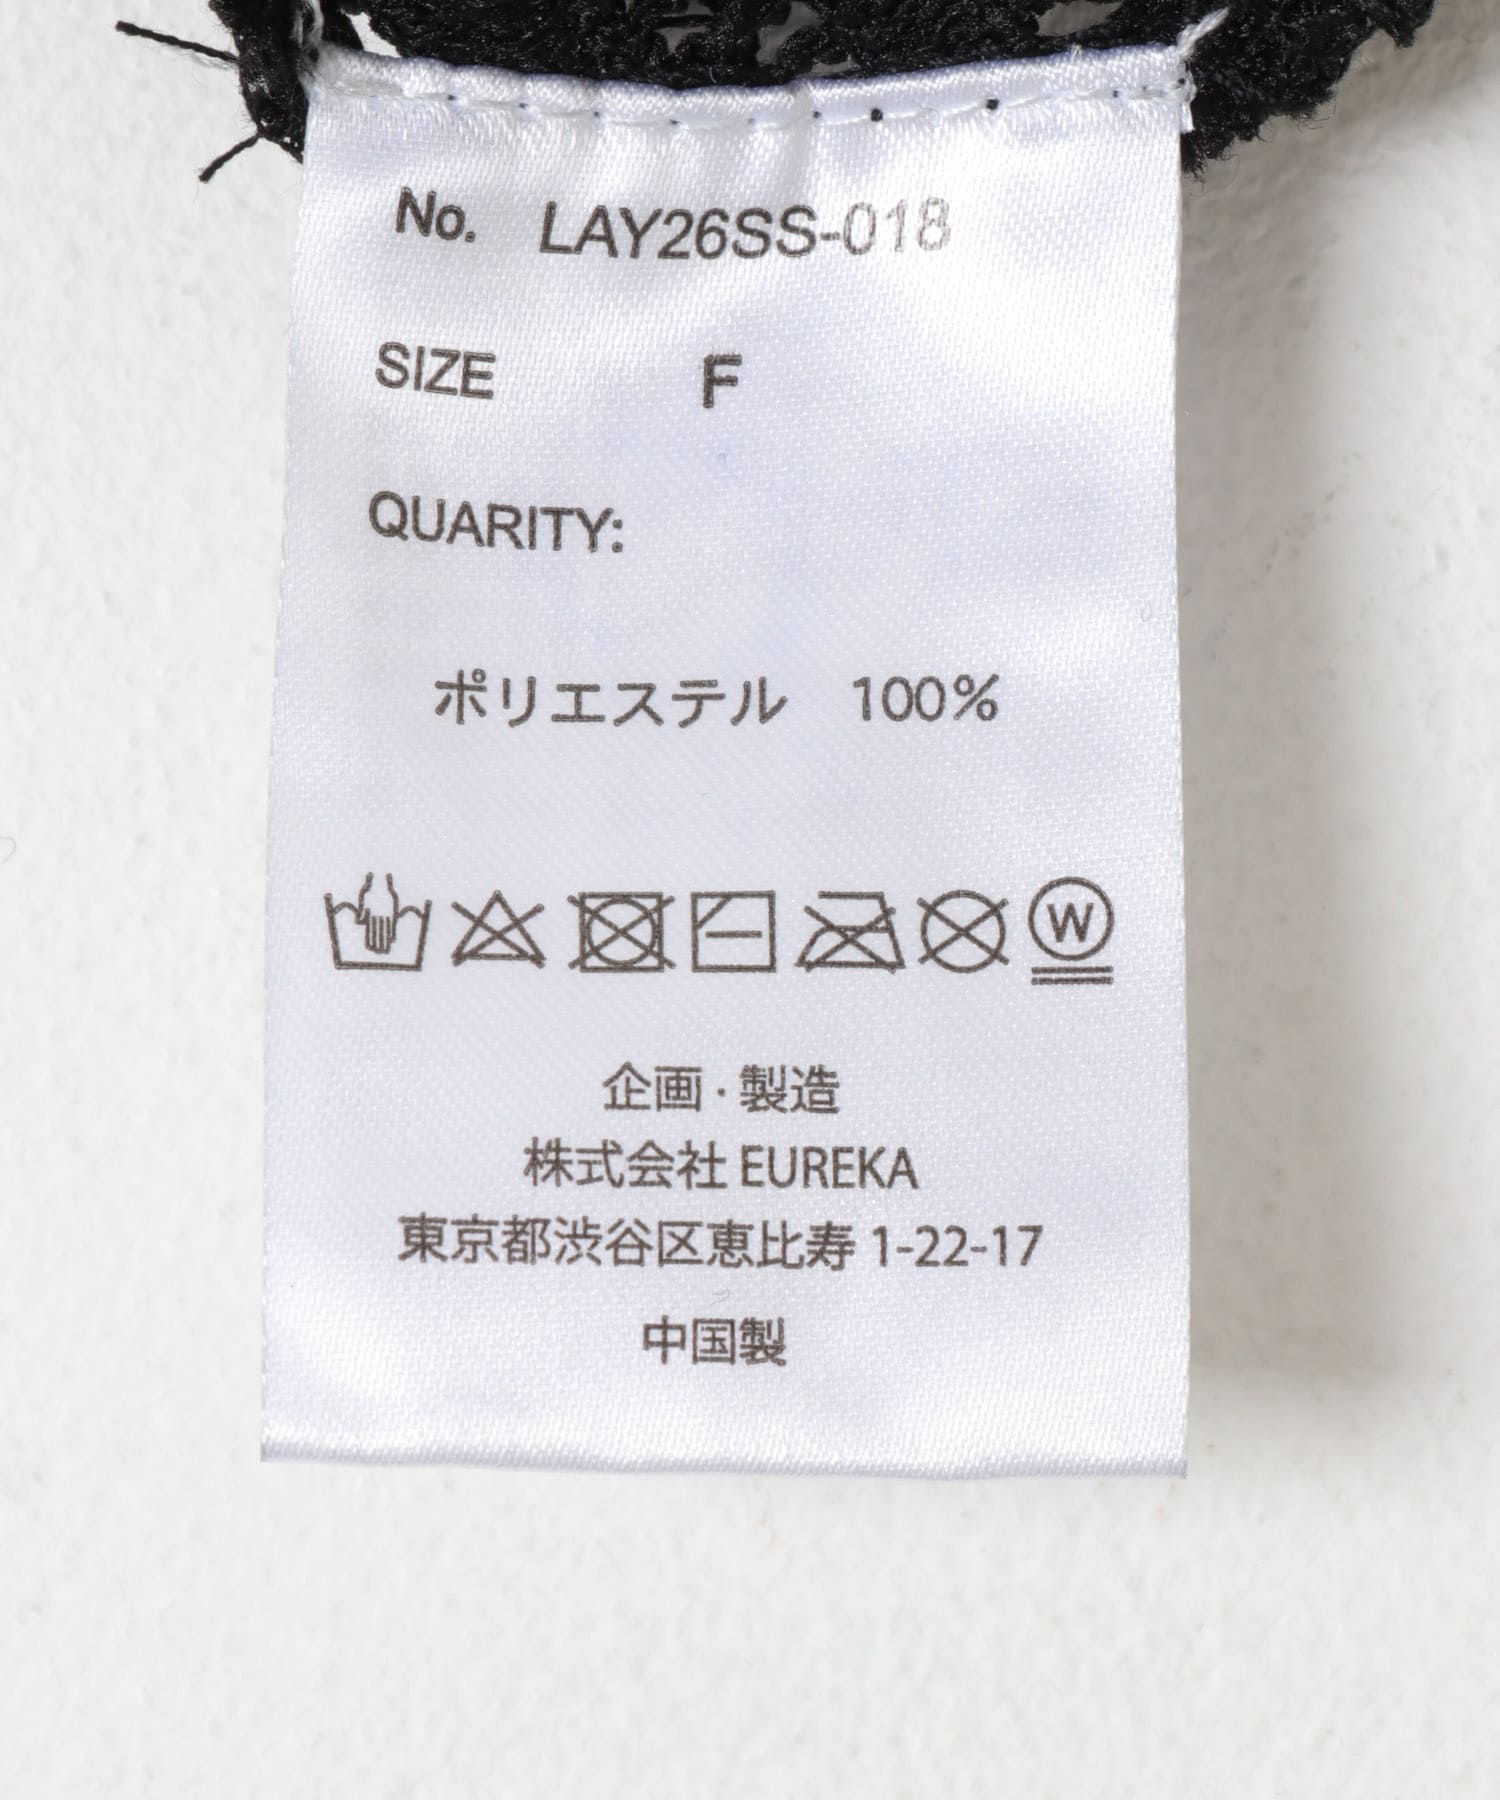 No. LAY26SS-018
SIZE F
QUARITY:
ポリエステル 100%
W
企画・製造
株式会社 EUREKA
東京都渋谷区恵比寿 1-22-17
中国製